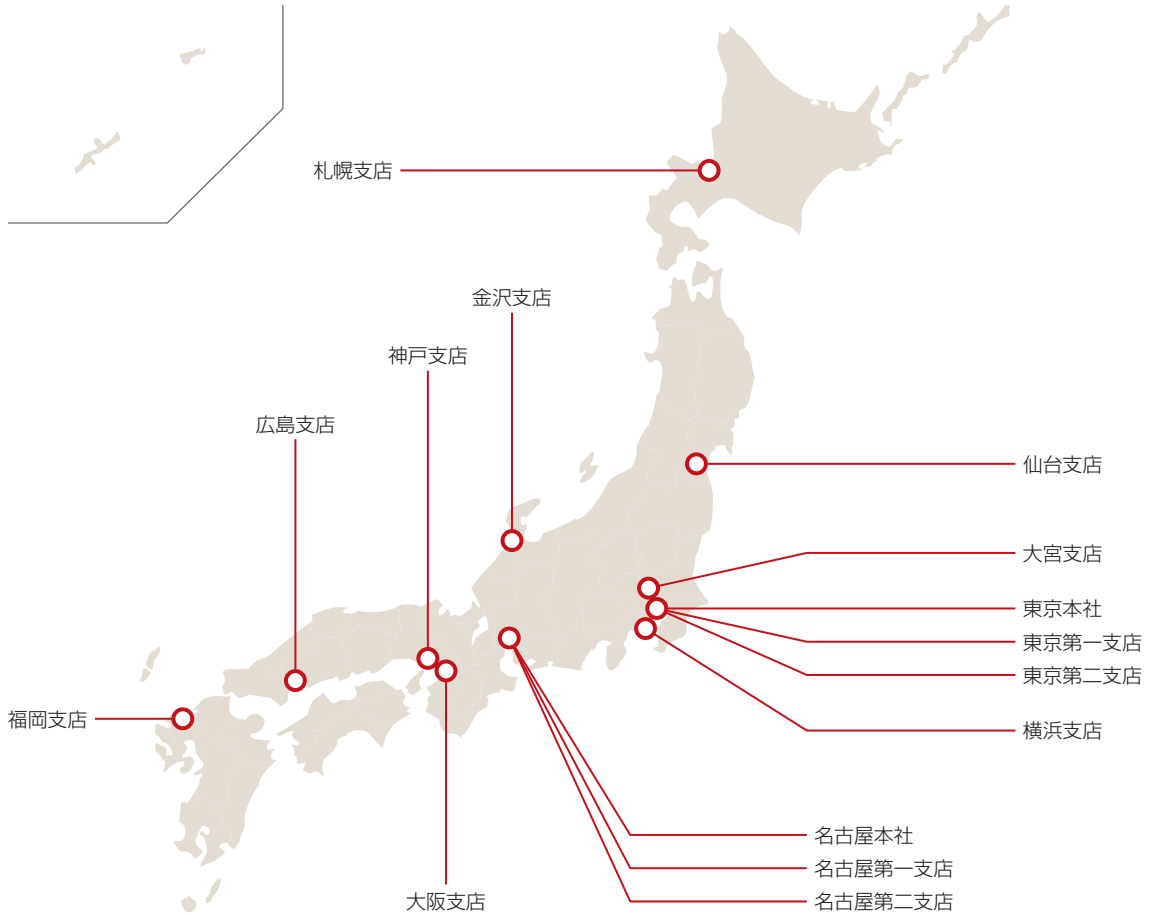 札幌支店
金沢支店
神戸支店
広島支店
仙台支店
大宮支店
東京本社
東京第一支店
東京第二支店
福岡支店
横浜支店
名古屋本社
名古屋第一支店
名古屋第二支店
大阪支店